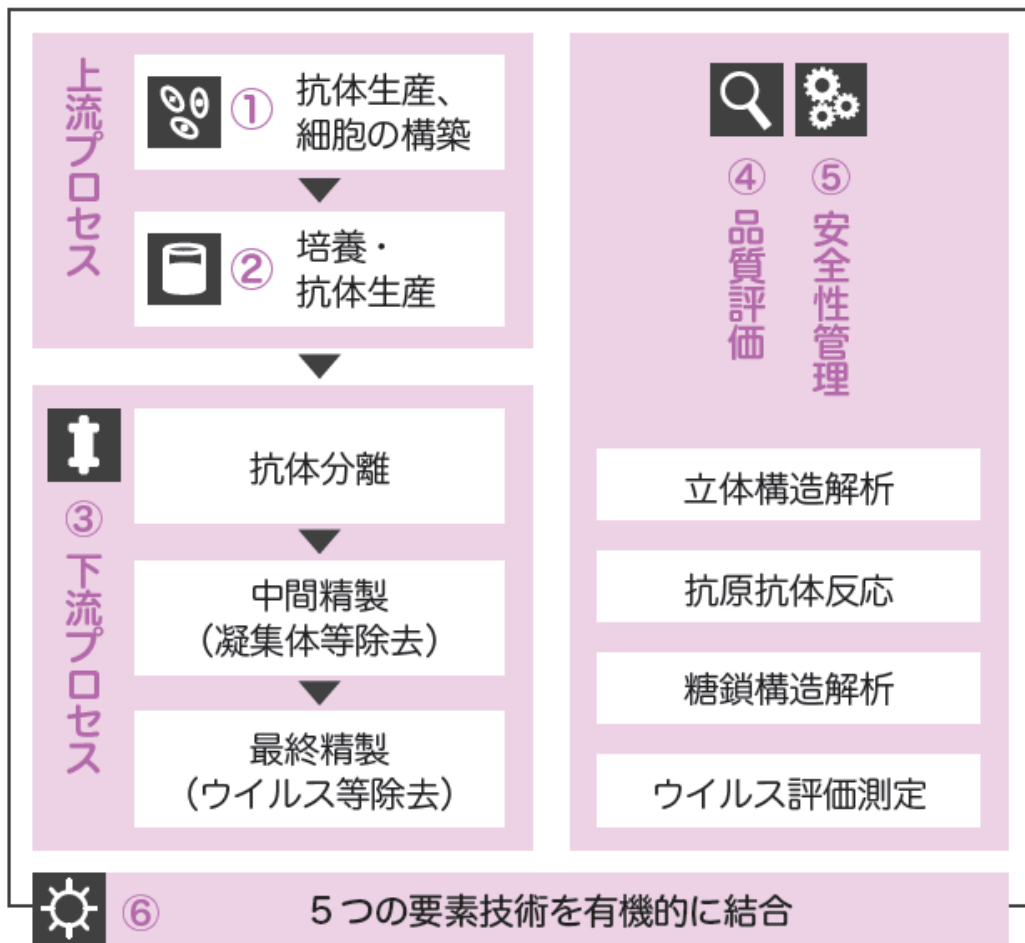 上流プロセス
① 抗体生産、
細胞の構築
② 培養・
抗体生産
③ 下流プロセス
抗体分離
中間精製
（凝集体等除去）
最終精製
（ウイルス等除去）
④ 品質評価
⑤ 安全性管理
立体構造解析
抗原抗体反応
糖鎖構造解析
ウイルス評価測定
⑥ 5つの要素技術を有機的に結合